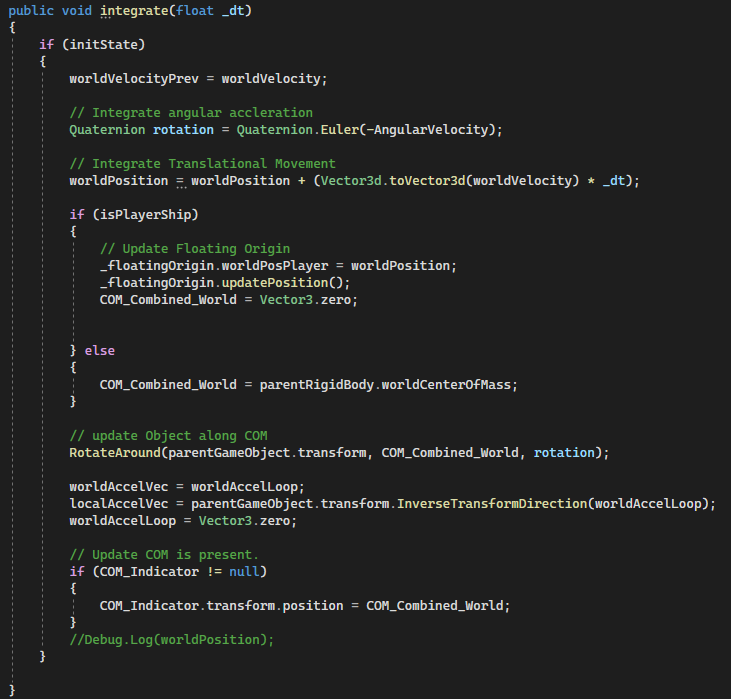 public void integrate(float _dt)
{
if (initState)
{
worldVelocityPrev = worldVelocity;
// Integrate angular accleration
Quaternion rotation = Quaternion.Euler(-AngularVelocity);
// Integrate Translational Movement
worldPosition = worldPosition + (Vector3d.toVector3d(worldVelocity) * _dt);
if (isPlayerShip)
{
// Update Floating Origin
_floatingOrigin.worldPosPlayer = worldPosition;
_floatingOrigin.updatePosition();
COM_Combined_World = Vector3.zero;
} else
{
COM_Combined_World = parentRigidBody.worldCenterOfMass;
}
// update Object along COM
RotateAround(parentGameObject.transform, COM_Combined_World, rotation);
worldAccelVec = worldAccelLoop;
localAccelVec = parentGameObject.transform.InverseTransformDirection(worldAccelLoop);
worldAccelLoop = Vector3.zero;
// Update COM is present.
if (COM_Indicator != null)
{
COM_Indicator.transform.position = COM_Combined_World;
}
//Debug.Log(worldPosition);
}
}